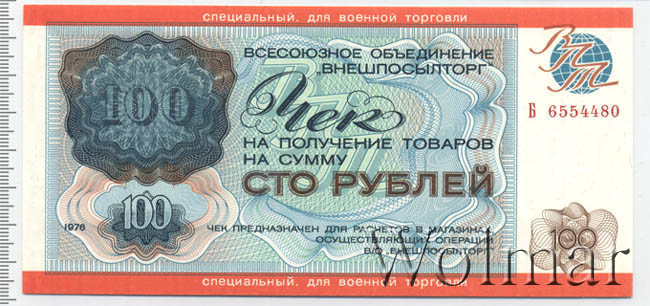 специальный. для военной торговли
ВСЕСОЮЗНОЕ ОБЪЕДИНЕНИЕ
„ВНЕШПОСЫЛТОРГ"
ВПТ
Б 6554480
100
Чек
НА ПОЛУЧЕНИЕ ТОВАРОВ
НА СУММУ
СТО РУБЛЕЙ
100
1976
ЧЕК ПРЕДНАЗНАЧЕН ДЛЯ РАСЧЕТОВ В МАГАЗИНАХ,
ОСУЩЕСТВЛЯЮЩИХ ОПЕРАЦИИ
В/О „ВНЕШПОСЫЛТОРГ"
100
специальный. для военной торговли
Wolmar